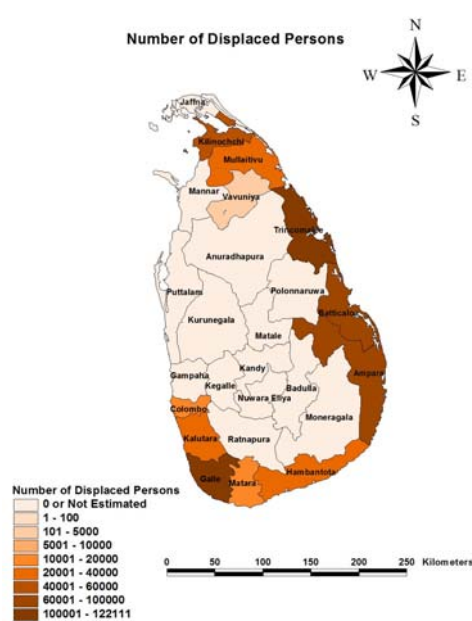 Number of Displaced Persons
N
W E
S
Jaffna
Kilinochchi
Mullaitivu
Mannar
Vavuniya
Trincomalee
Anuradhapura
Puttalam
Polonnaruwa
Kurunegala
Batticaloa
Matale
Kandy
Ampara
Gampaha
Kegalle
Badulla
Nuwara Eliya
Colombo
Moneragala
Kalutara
Ratnapura
Hambantota
Galle
Matara
Number of Displaced Persons
0 or Not Estimated
1 - 100
101 - 5000
5001 - 10000
10001 - 20000
20001 - 40000
40001 - 60000
60001 - 100000
100001 - 122111
0 50 100 150 200 250 Kilometers